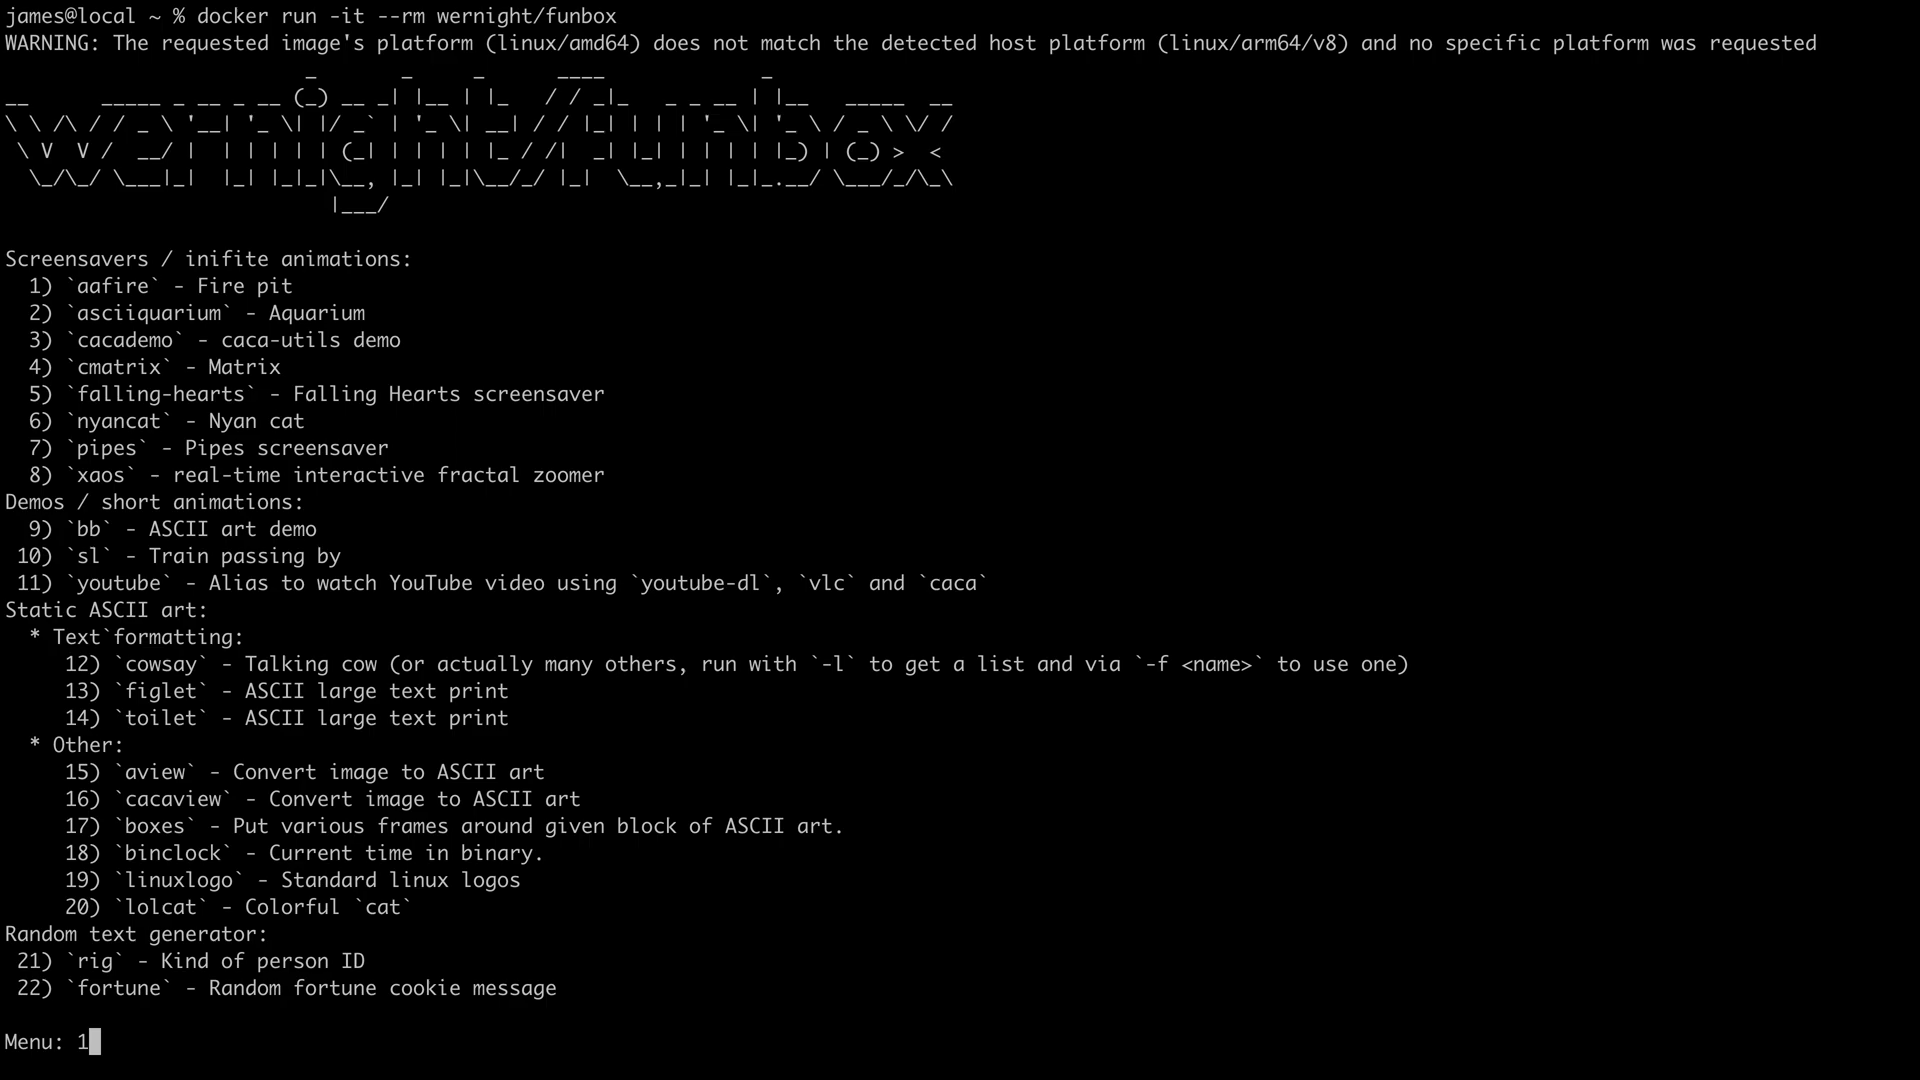 james@local ~ % docker run -it --rm wernight/funbox
WARNING: The requested image's platform (linux/amd64) does not match the detected host platform (linux/arm64/v8) and no specific platform was requested
wernight/funbox
Screensavers / inifite animations:
  1) `aafire` - Fire pit
  2) `asciiquarium` - Aquarium
  3) `cacademo` - caca-utils demo
  4) `cmatrix` - Matrix
  5) `falling-hearts` - Falling Hearts screensaver
  6) `nyancat` - Nyan cat
  7) `pipes` - Pipes screensaver
  8) `xaos` - real-time interactive fractal zoomer
Demos / short animations:
  9) `bb` - ASCII art demo
 10) `sl` - Train passing by
 11) `youtube` - Alias to watch YouTube video using `youtube-dl`, `vlc` and `caca`
Static ASCII art:
  * Text`formatting:
     12) `cowsay` - Talking cow (or actually many others, run with `-l` to get a list and via `-f <name>` to use one)
     13) `figlet` - ASCII large text print
     14) `toilet` - ASCII large text print
  * Other:
     15) `aview` - Convert image to ASCII art
     16) `cacaview` - Convert image to ASCII art
     17) `boxes` - Put various frames around given block of ASCII art.
     18) `binclock` - Current time in binary.
     19) `linuxlogo` - Standard linux logos
     20) `lolcat` - Colorful `cat`
Random text generator:
 21) `rig` - Kind of person ID
 22) `fortune` - Random fortune cookie message
Menu: 1